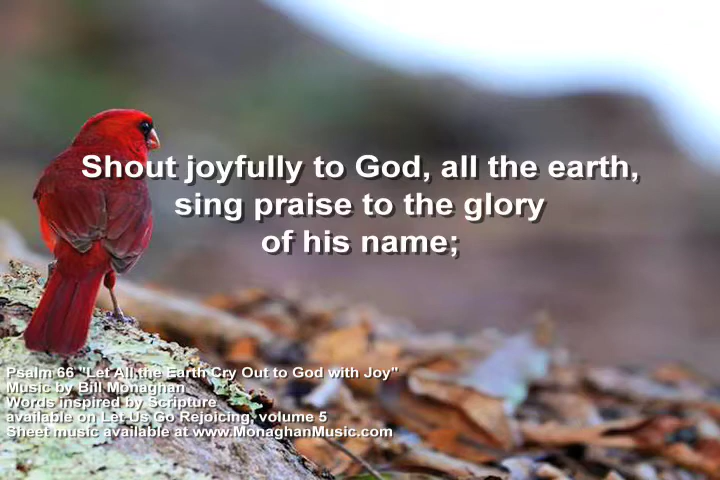 Shout joyfully to God, all the earth,
sing praise to the glory
of his name;
Psalm 66 "Let All the Earth Cry Out to God with Joy"
Music by Bill Monaghan
Words inspired by Scripture
available on Let Us Go Rejoicing, volume 5
Sheet music available at www.MonaghanMusic.com